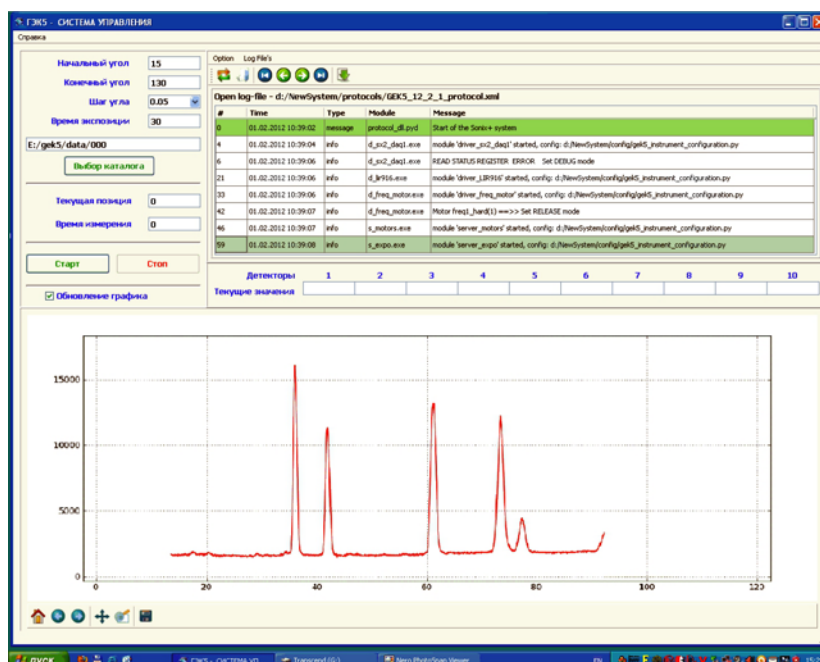 ГЭК5 - СИСТЕМА УПРАВЛЕНИЯ
Справка
Начальный угол 15
Конечный угол 130
Шаг угла 0.05
Время экспозиции 30
E:/gek5/data/000
Выбор каталога
Текущая позиция 0
Время измерения 0
Старт Стоп
Обновление графика
Option Log File's
Open log-file - d:/NewSystem/protocols/GEK5_12_2_1_protocol.xml
# Time Type Module Message
0 01.02.2012 10:39:02 message protocol_dll.pyd Start of the Sonix+ system
4 01.02.2012 10:39:04 info d_sx2_daq1.exe module 'driver_sx2_daq1' started, config: d:/NewSystem/config/gek5_instrument_configuration.py
6 01.02.2012 10:39:06 info d_sx2_daq1.exe READ STATUS REGISTER ERROR Set DEBUG mode
21 01.02.2012 10:39:06 info d_lir916.exe module 'driver_LIR916' started, config: d:/NewSystem/config/gek5_instrument_configuration.py
33 01.02.2012 10:39:06 info d_freq_motor.exe module 'driver_freq_motor' started, config: d:/NewSystem/config/gek5_instrument_configuration.py
42 01.02.2012 10:39:07 info d_freq_motor.exe Motor freq1_hard(1) ==>> Set RELEASE mode
46 01.02.2012 10:39:07 info s_motors.exe module 'server_motors' started, config: d:/NewSystem/config/gek5_instrument_configuration.py
59 01.02.2012 10:39:08 info s_expo.exe module 'server_expo' started, config: d:/NewSystem/config/gek5_instrument_configuration.py
Детекторы 1 2 3 4 5 6 7 8 9 10
Текущие значения
15000
10000
5000
0
0 20 40 60 80 100 120
ПУСК ГЭК5 - СИСТЕМА УП... Transcend (G:) Nero PhotoSnap Viewer EN